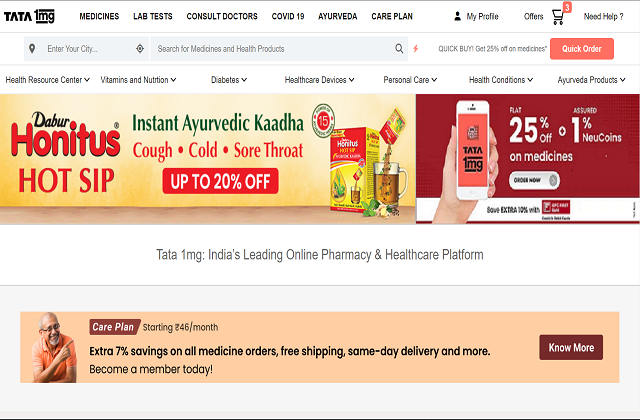 TATA 1mg MEDICINES LAB TESTS CONSULT DOCTORS COVID 19 AYURVEDA CARE PLAN My Profile Offers 3 Need Help ?
Enter Your City... Search for Medicines and Health Products QUICK BUY! Get 25% off on medicines* Quick Order
Health Resource Center Vitamins and Nutrtion Diabetes Healthcare Devices Personal Care Health Conditions Ayurveda Products
Dabur
Honitus®
HOT SIP
Instant Ayurvedic Kaadha
Cough • Cold • Sore Throat
UP TO 20% OFF
15
Honitus
HOT SIP
TATA
1mg
FLAT
25% Off
+
ASSURED
1% NeuCoins
on medicines
ORDER NOW
Save EXTRA 10% with
Tata 1mg: India's Leading Online Pharmacy & Healthcare Platform
Care Plan Starting ₹46/month
Extra 7% savings on all medicine orders, free shipping, same-day delivery and more.
Become a member today!
Know More